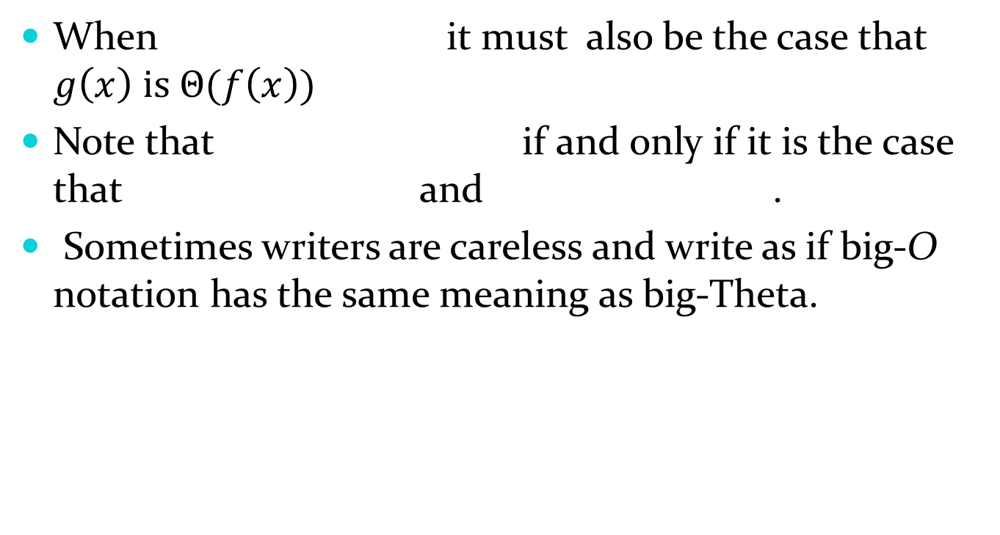 • When it must also be the case that
g(x) is Θ(f(x))
• Note that if and only if it is the case
that and .
• Sometimes writers are careless and write as if big-O
notation has the same meaning as big-Theta.